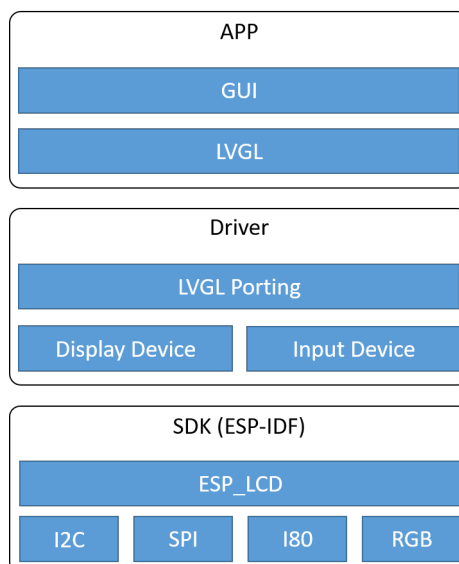 APP
GUI
LVGL
Driver
LVGL Porting
Display Device
Input Device
SDK (ESP-IDF)
ESP_LCD
I2C
SPI
I80
RGB